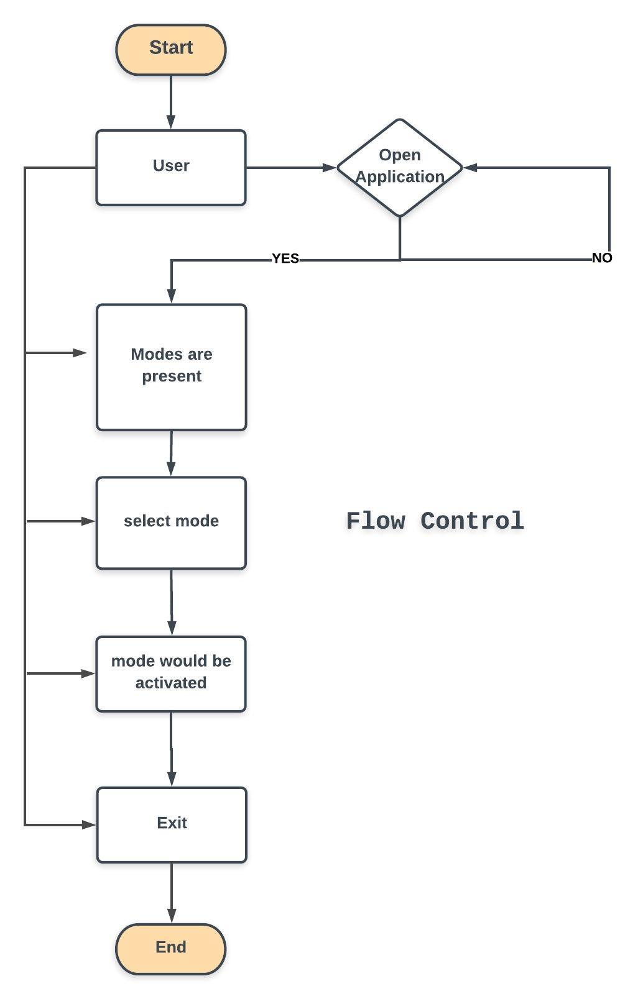 Start
User
Open
Application
YES
NO
Modes are
present
select mode
Flow Control
mode would be
activated
Exit
End